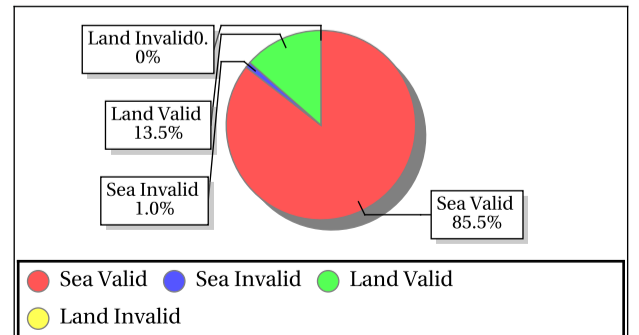 Land Invalid0.
0%
Land Valid
13.5%
Sea Invalid
1.0%
Sea Valid
85.5%
Sea Valid Sea Invalid Land Valid
Land Invalid